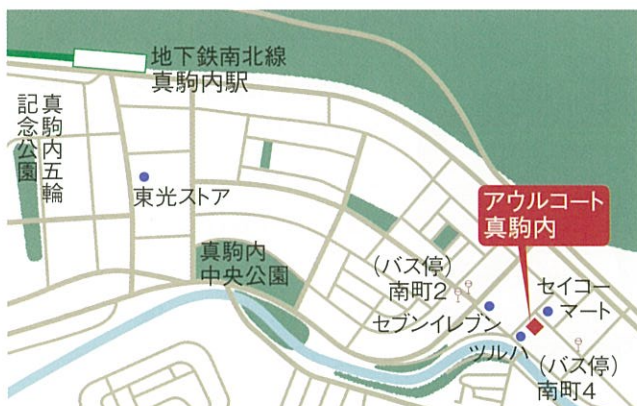 地下鉄南北線
真駒内駅
真駒内五輪
記念公園
東光ストア
真駒内
中央公園
アウルコート
真駒内
(バス停)
南町2
セイコー
マート
セブンイレブン
ツルハ
(バス停)
南町4